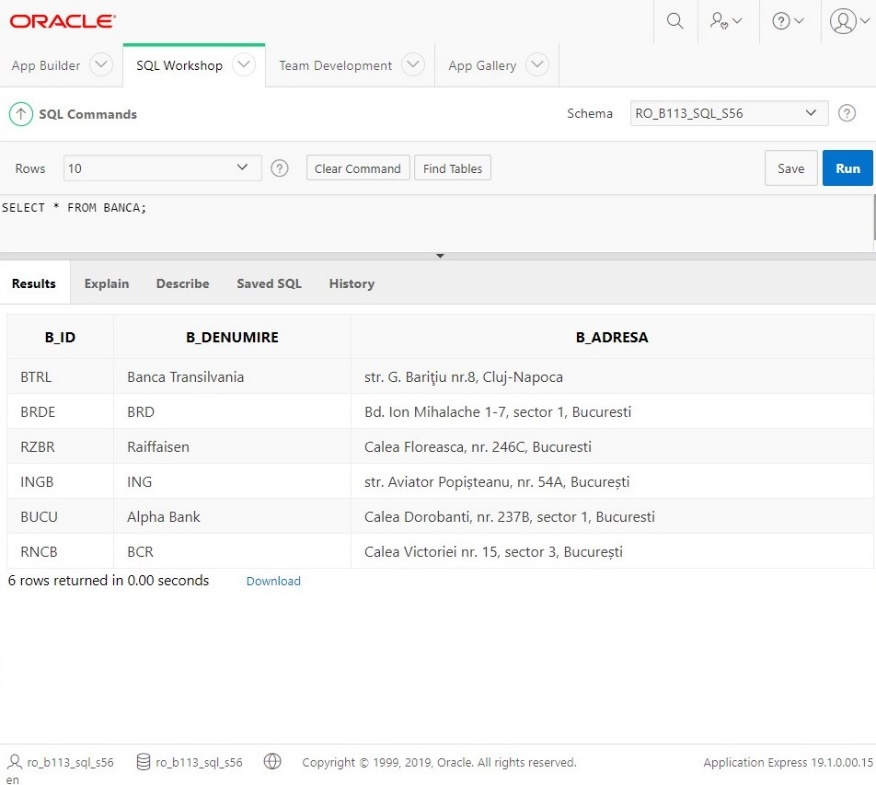 ORACLE®
App Builder SQL Workshop Team Development App Gallery
SQL Commands Schema RO_B113_SQL_S56
Rows 10 Clear Command Find Tables Save Run
SELECT * FROM BANCA;
Results Explain Describe Saved SQL History
B_ID B_DENUMIRE B_ADRESA
BTRL Banca Transilvania str. G. Barițiu nr.8, Cluj-Napoca
BRDE BRD Bd. Ion Mihalache 1-7, sector 1, Bucuresti
RZBR Raiffaisen Calea Floreasca, nr. 246C, Bucuresti
INGB ING str. Aviator Popișteanu, nr. 54A, București
BUCU Alpha Bank Calea Dorobanti, nr. 237B, sector 1, Bucuresti
RNCB BCR Calea Victoriei nr. 15, sector 3, București
6 rows returned in 0.00 seconds Download
ro_b113_sql_s56 ro_b113_sql_s56 Copyright © 1999, 2019, Oracle. All rights reserved. Application Express 19.1.0.00.15
en